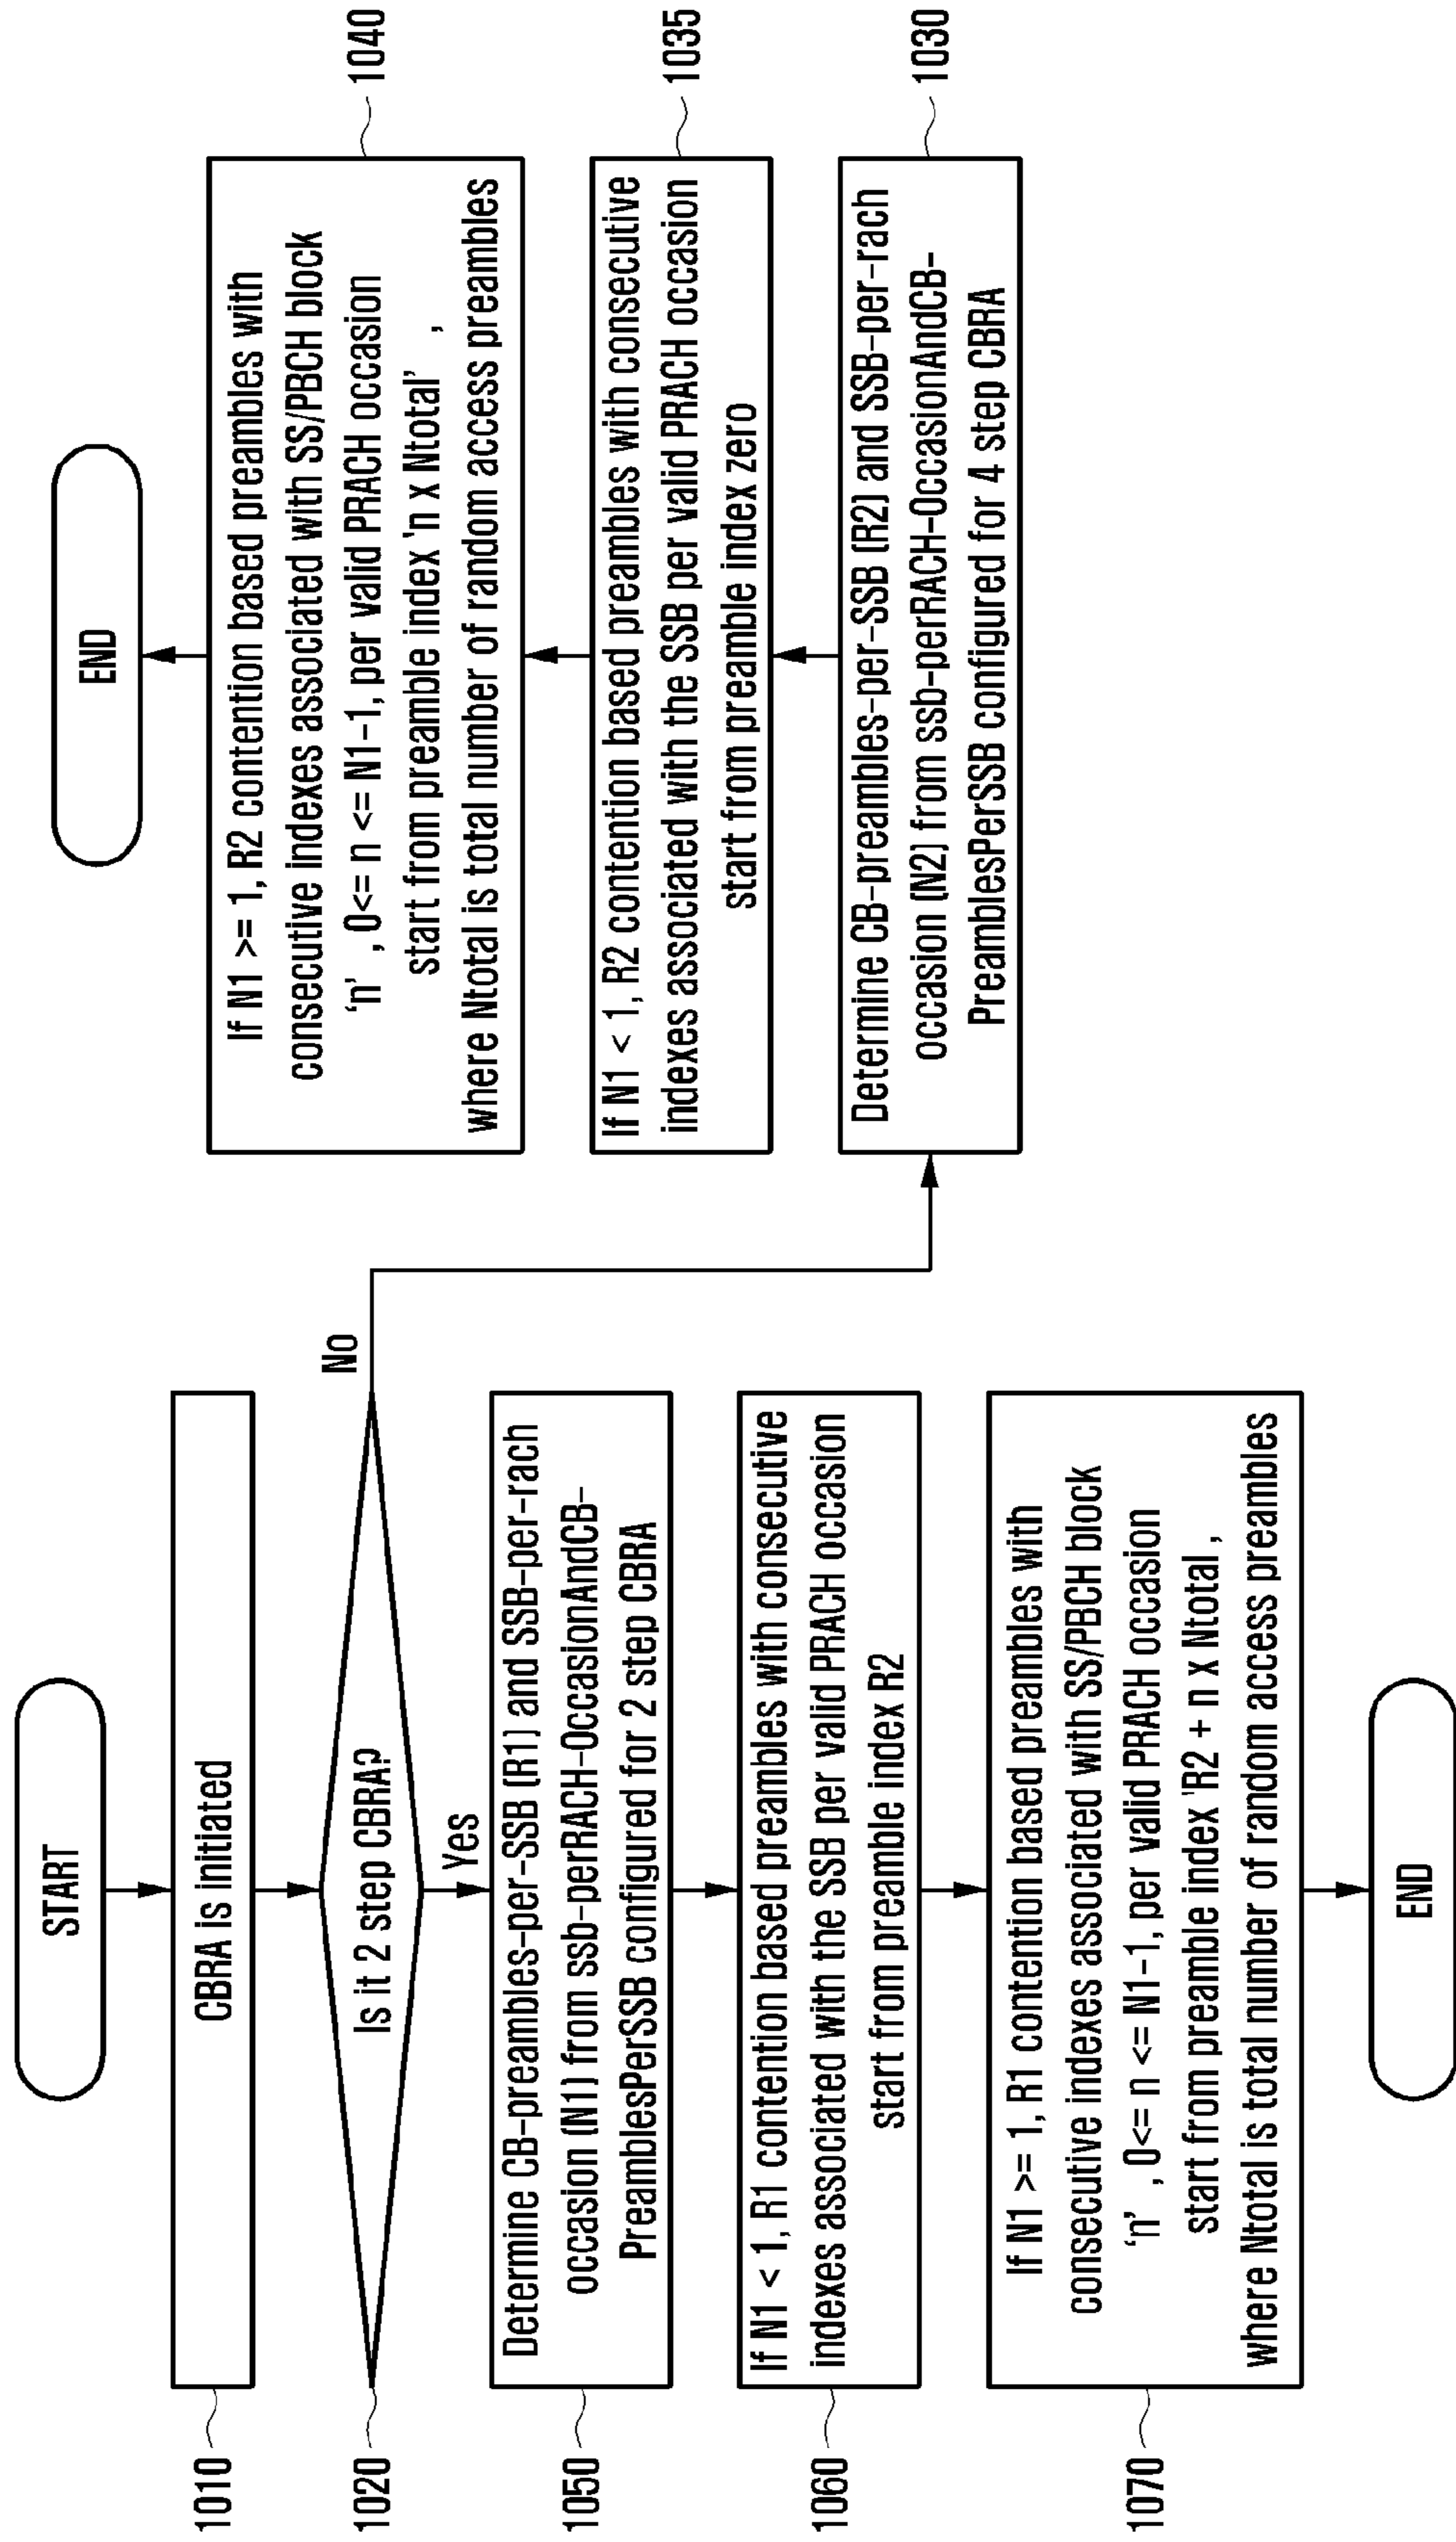 START
CBRA is initiated
1010
Is it 2 step CBRA?
1020
No
Yes
Determine CB-preambles-per-SSB (R1) and SSB-per-rach
occasion (N1) from ssb-perRACH-OccasionAndCB-
PreamblesPerSSB configured for 2 step CBRA
1050
If N1 < 1, R1 contention based preambles with consecutive
indexes associated with the SSB per valid PRACH occasion
start from preamble index R2
1060
If N1 >= 1, R1 contention based preambles with
consecutive indexes associated with SS/PBCH block
‘n’ , 0<= n <= N1-1, per valid PRACH occasion
start from preamble index 'R2 + n x Ntotal ,
where Ntotal is total number of random access preambles
1070
END
END
If N1 >= 1, R2 contention based preambles with
consecutive indexes associated with SS/PBCH block
‘n’ , 0<= n <= N1-1, per valid PRACH occasion
start from preamble index 'n x Ntotal’ ,
where Ntotal is total number of random access preambles
1040
If N1 < 1, R2 contention based preambles with consecutive
indexes associated with the SSB per valid PRACH occasion
start from preamble index zero
1035
Determine CB-preambles-per-SSB (R2) and SSB-per-rach
occasion (N2) from ssb-perRACH-OccasionAndCB-
PreamblesPerSSB configured for 4 step CBRA
1030